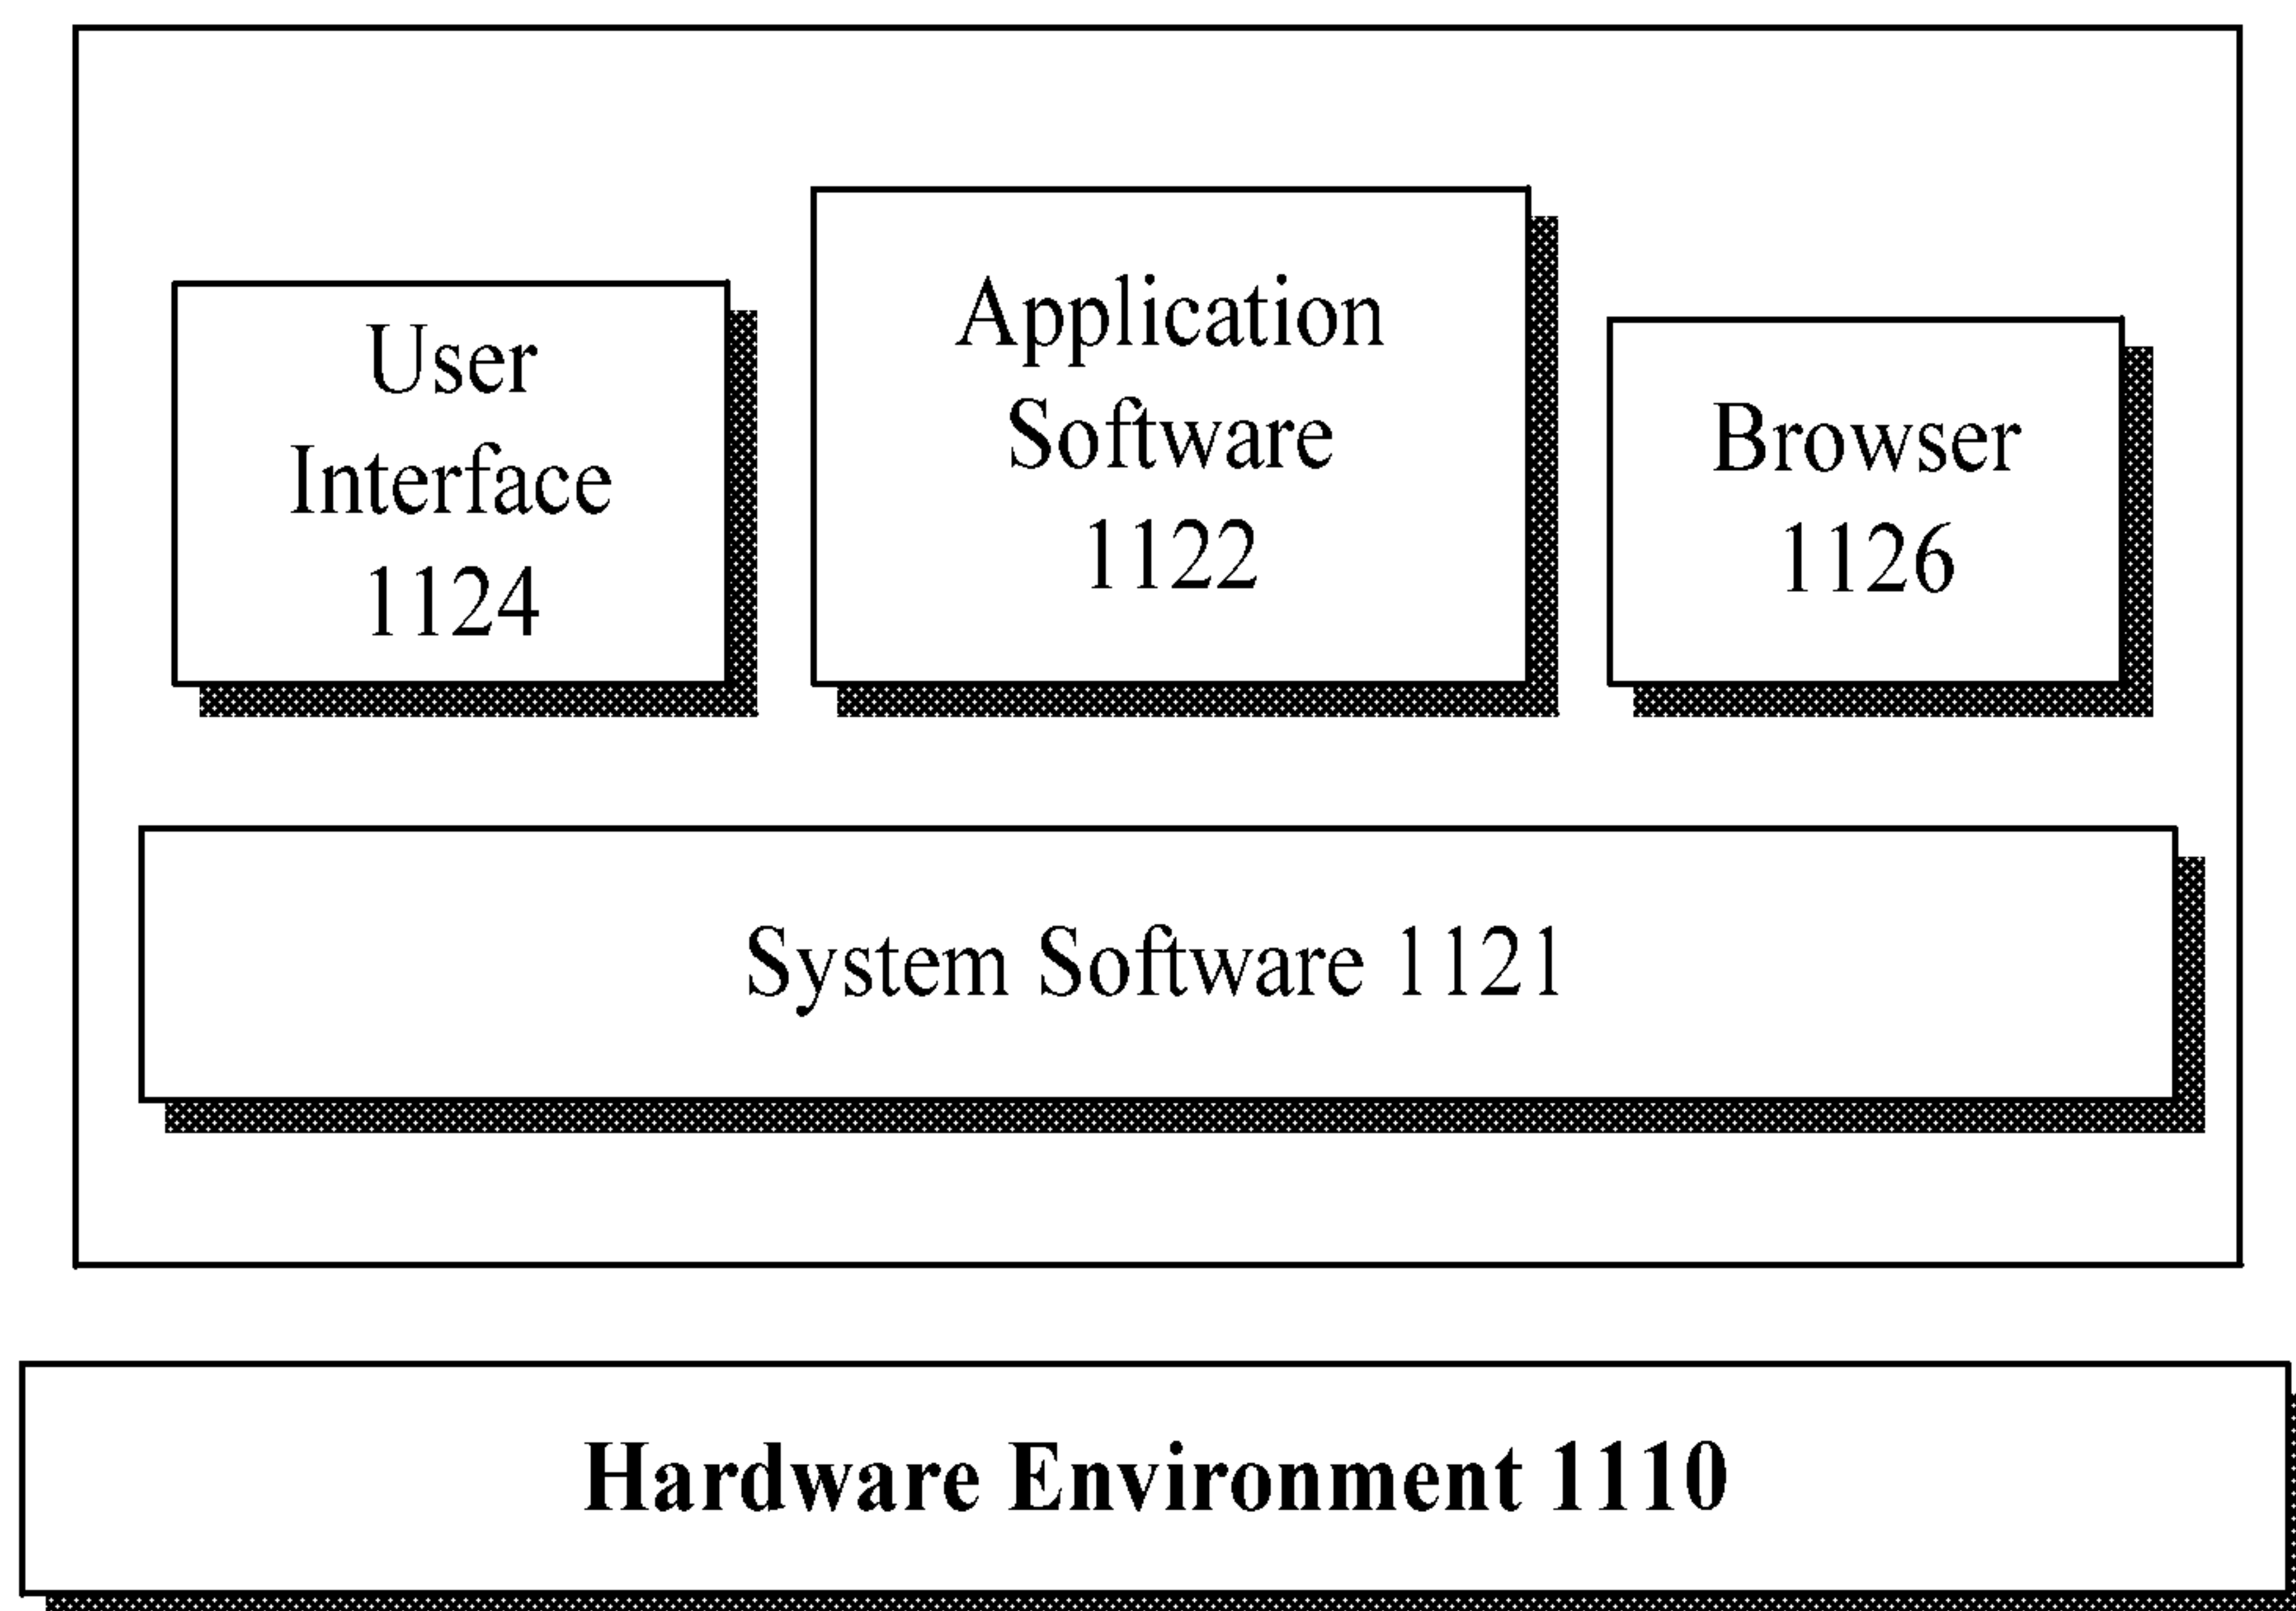 User
Interface
1124
Application
Software
1122
Browser
1126
System Software 1121
Hardware Environment 1110